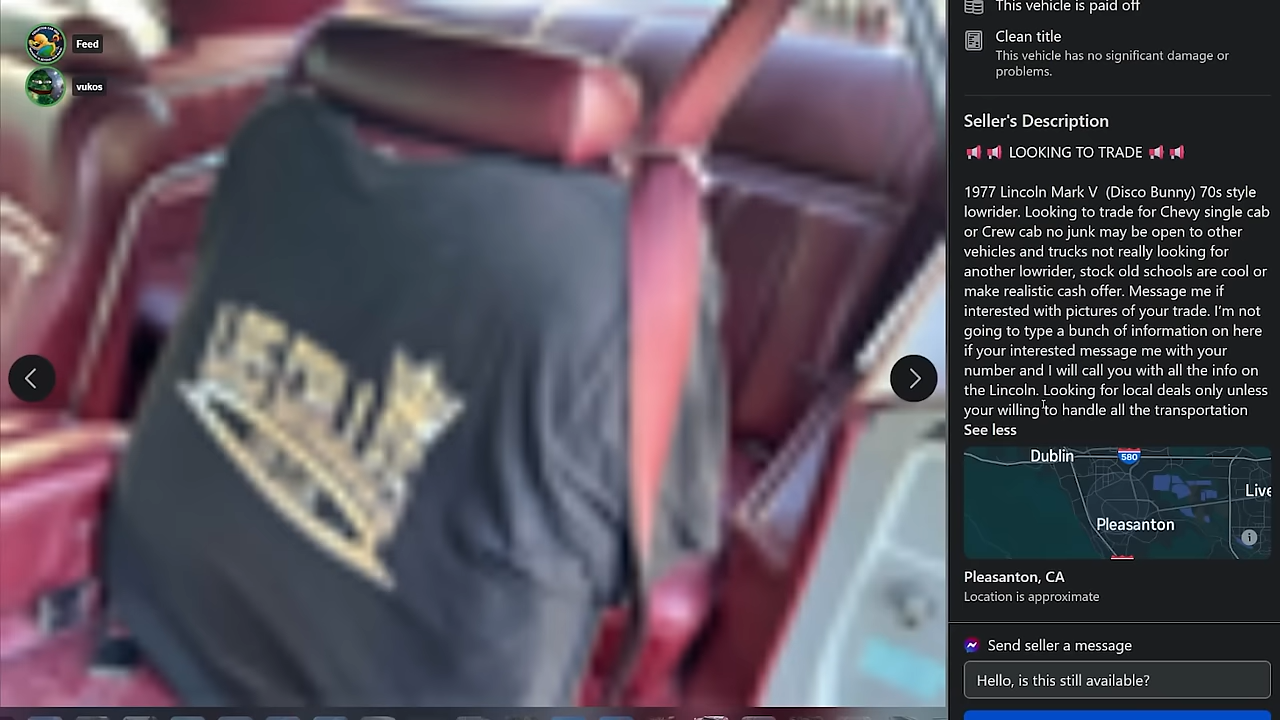 Feed
vukos
This vehicle is paid off
Clean title
This vehicle has no significant damage or
problems.
Seller's Description
LOOKING TO TRADE
1977 Lincoln Mark V (Disco Bunny) 70s style
lowrider. Looking to trade for Chevy single cab
or Crew cab no junk may be open to other
vehicles and trucks not really looking for
another lowrider, stock old schools are cool or
make realistic cash offer. Message me if
interested with pictures of your trade. I'm not
going to type a bunch of information on here
if your interested message me with your
number and I will call you with all the info on
the Lincoln. Looking for local deals only unless
your willing to handle all the transportation
See less
Dublin
580
Live
Pleasanton
Pleasanton, CA
Location is approximate
Send seller a message
Hello, is this still available?